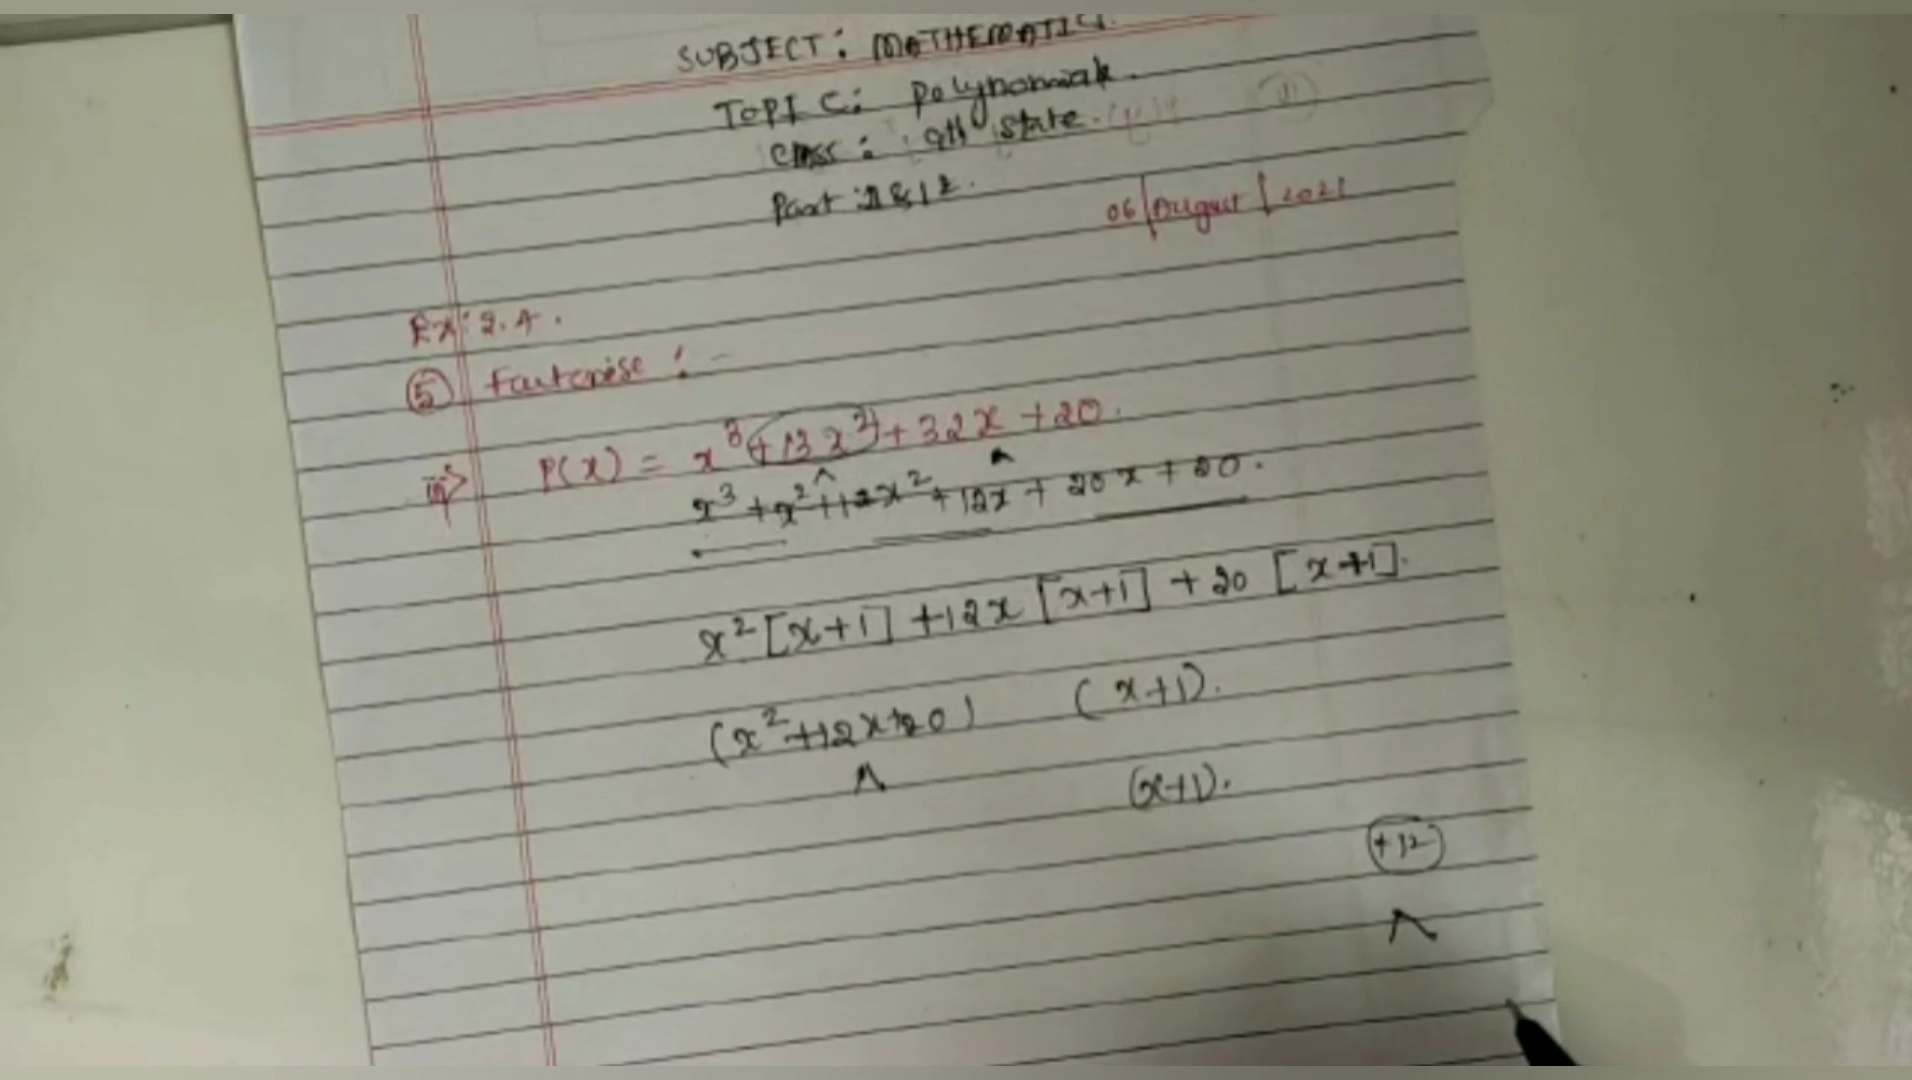 SUBJECT: MATHEMATICS.
TOPIC: Polynomials.
Class: 9th state.
Part: 12.
06/August/2021
Ex: 2.4.
⑤ Factorise :-
P(x) = x³ + 13x² + 32x + 20.
x³ + x² + 12x² + 12x + 20x + 20.
x² [x+1] + 12x [x+1] + 20 [x+1].
(x² + 12x + 20) (x+1).
(x+1).
+12